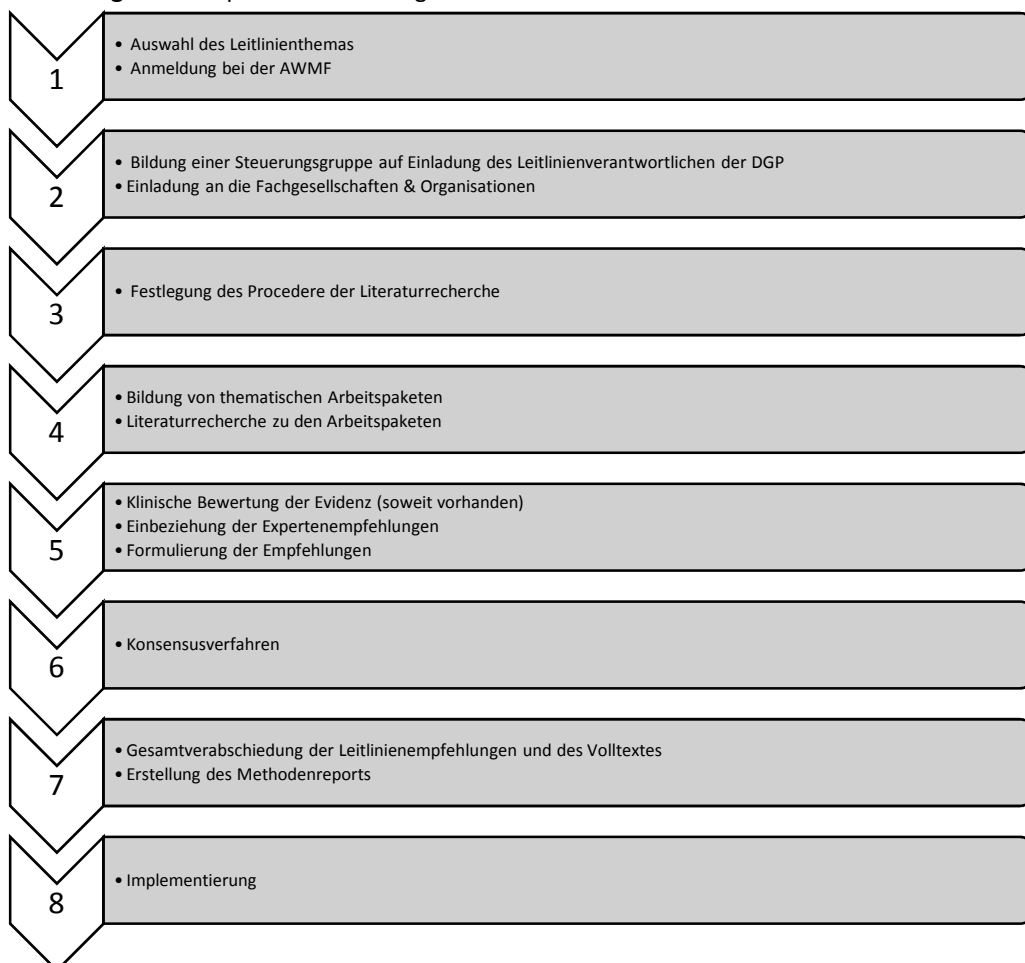 1
• Auswahl des Leitlinienthemas
• Anmeldung bei der AWMF
2
• Bildung einer Steuerungsgruppe auf Einladung des Leitlinienverantwortlichen der DGP
• Einladung an die Fachgesellschaften & Organisationen
3
• Festlegung des Procedere der Literaturrecherche
4
• Bildung von thematischen Arbeitspaketen
• Literaturrecherche zu den Arbeitspaketen
5
• Klinische Bewertung der Evidenz (soweit vorhanden)
• Einbeziehung der Expertenempfehlungen
• Formulierung der Empfehlungen
6
• Konsensusverfahren
7
• Gesamtverabschiedung der Leitlinienempfehlungen und des Volltextes
• Erstellung des Methodenreports
8
• Implementierung